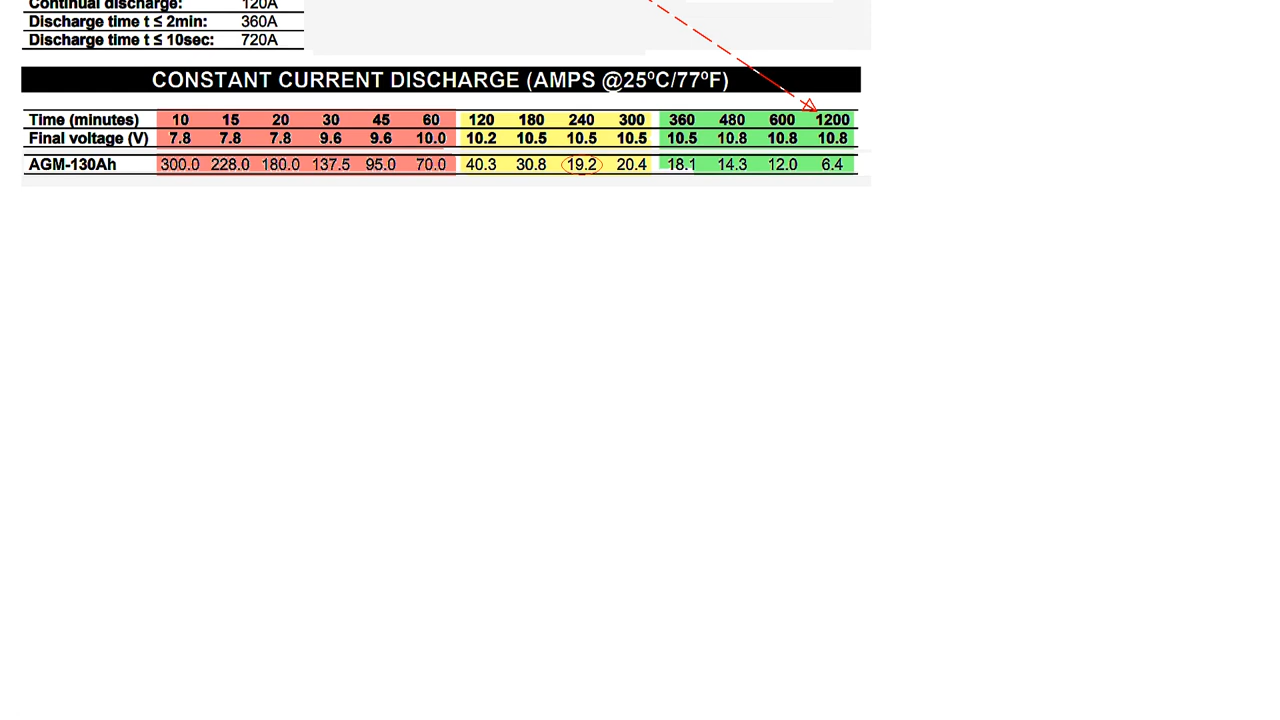 Continual discharge: 120A
Discharge time t ≤ 2min: 360A
Discharge time t ≤ 10sec: 720A
CONSTANT CURRENT DISCHARGE (AMPS @25ºC/77ºF)
Time (minutes) 10 15 20 30 45 60 120 180 240 300 360 480 600 1200
Final voltage (V) 7.8 7.8 7.8 9.6 9.6 10.0 10.2 10.5 10.5 10.5 10.5 10.8 10.8 10.8
AGM-130Ah 300.0 228.0 180.0 137.5 95.0 70.0 40.3 30.8 19.2 20.4 18.1 14.3 12.0 6.4